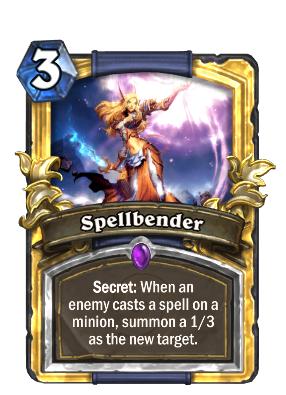 3
Spellbender
Secret: When an
enemy casts a spell on a
minion, summon a 1/3
as the new target.